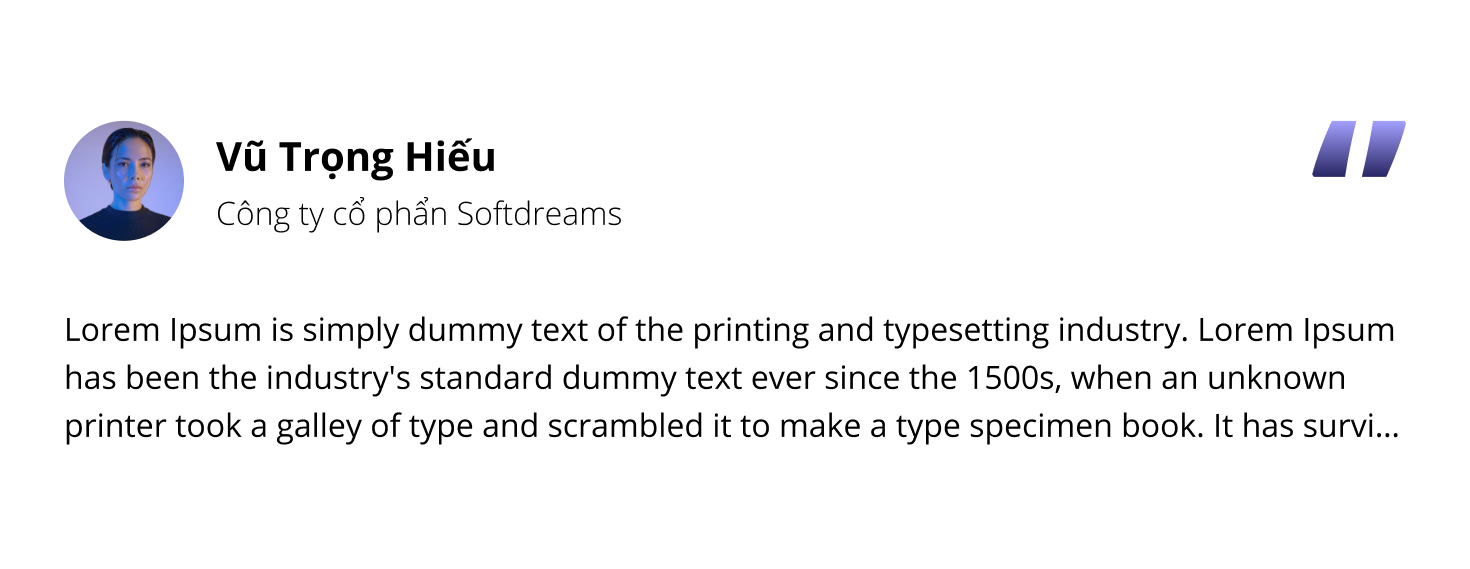 Vũ Trọng Hiếu
Công ty cổ phẩn Softdreams
Lorem Ipsum is simply dummy text of the printing and typesetting industry. Lorem Ipsum
has been the industry's standard dummy text ever since the 1500s, when an unknown
printer took a galley of type and scrambled it to make a type specimen book. It has survi...